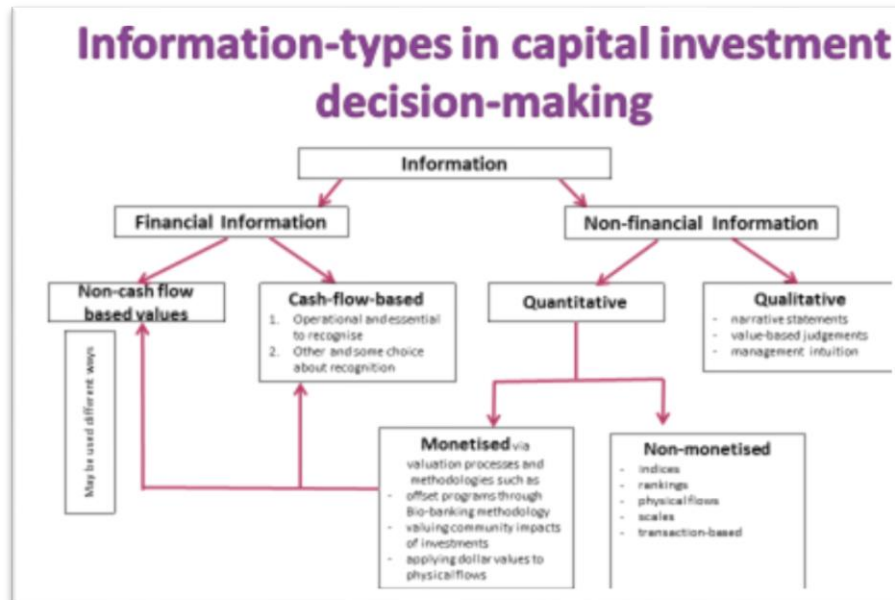 Information-types in capital investment
decision-making
Information
Financial Information
Non-financial Information
Non-cash flow
based values
Cash-flow-based
1. Operational and essential
to recognise
2. Other and some choice
about recognition
Quantitative
Qualitative
- narrative statements
- value-based judgements
- management intuition
May be used different ways
Monetised via
valuation processes and
methodologies such as
- offset programs through
Bio-banking methodology
- valuing community impacts
of investments
- applying dollar values to
physical flows
Non-monetised
- indices
- rankings
- physical flows
- scales
- transaction-based